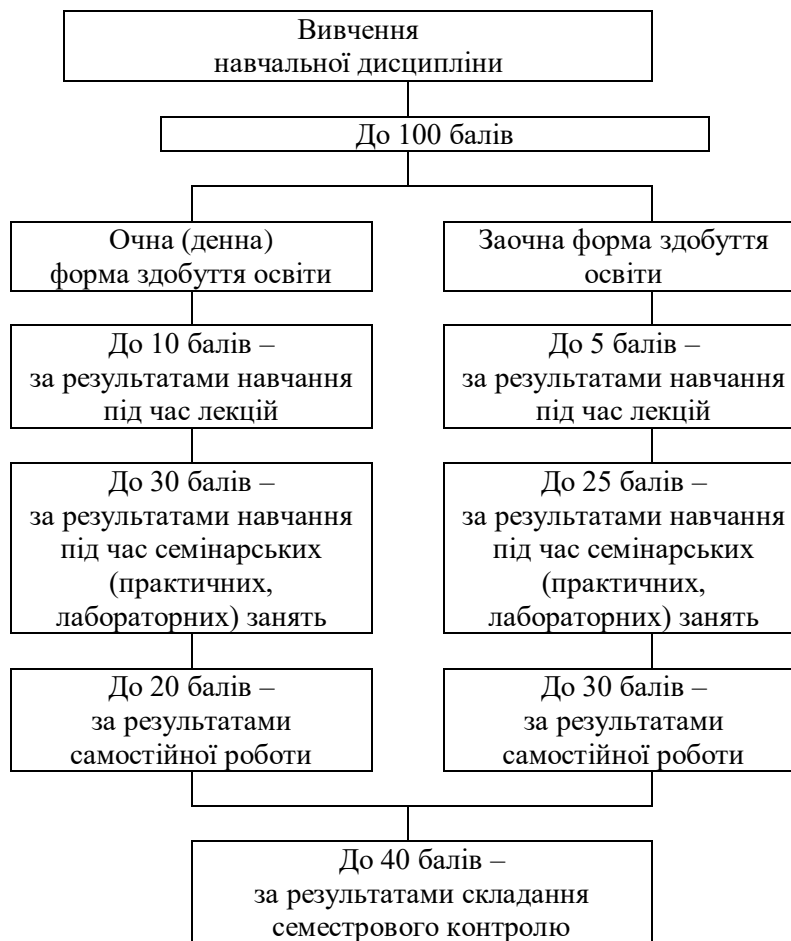 Вивчення
навчальної дисципліни
До 100 балів
Очна (денна)
форма здобуття освіти
Заочна форма здобуття
освіти
До 10 балів –
за результатами навчання
під час лекцій
До 5 балів –
за результатами навчання
під час лекцій
До 30 балів –
за результатами навчання
під час семінарських
(практичних,
лабораторних) занять
До 25 балів –
за результатами навчання
під час семінарських
(практичних,
лабораторних) занять
До 20 балів –
за результатами
самостійної роботи
До 30 балів –
за результатами
самостійної роботи
До 40 балів –
за результатами складання
семестрового контролю